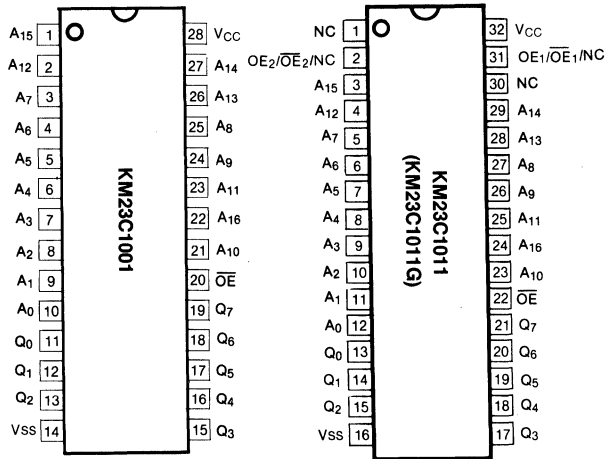 A15 1 28 VCC
A12 2 27 A14
A7 3 26 A13
A6 4 25 A8
A5 5 24 A9
A4 6 23 A11
A3 7 22 A16
A2 8 21 A10
A1 9 20 O̅E̅
A0 10 19 Q7
Q0 11 18 Q6
Q1 12 17 Q5
Q2 13 16 Q4
VSS 14 15 Q3
KM23C1001
NC 1 32 VCC
OE2/O̅E̅2/NC 2 31 OE1/O̅E̅1/NC
A15 3 30 NC
A12 4 29 A14
A7 5 28 A13
A6 6 27 A8
A5 7 26 A9
A4 8 25 A11
A3 9 24 A16
A2 10 23 A10
A1 11 22 O̅E̅
A0 12 21 Q7
Q0 13 20 Q6
Q1 14 19 Q5
Q2 15 18 Q4
VSS 16 17 Q3
KM23C1011
(KM23C1011G)